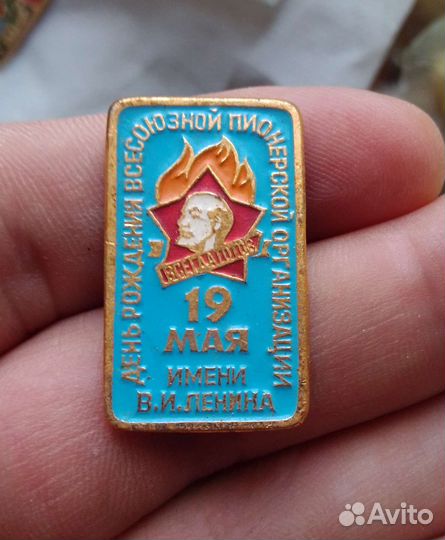 ДЕНЬ РОЖДЕНИЯ ВСЕСОЮЗНОЙ ПИОНЕРСКОЙ ОРГАНИЗАЦИИ
ВСЕГДА ГОТОВ
19
МАЯ
ИМЕНИ
В.И.ЛЕНИНА
Avito